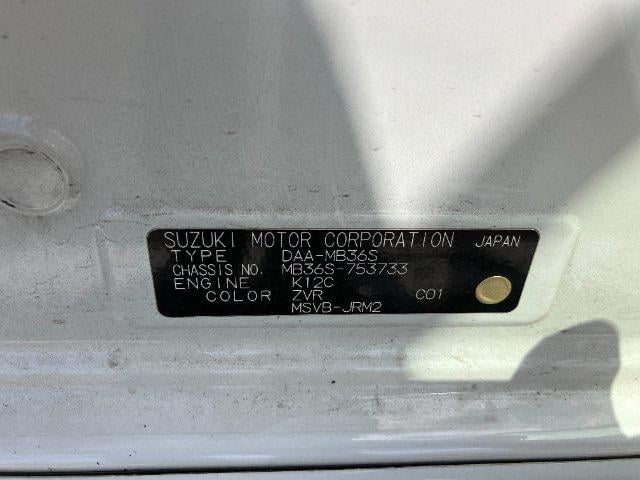 SUZUKI MOTOR CORPORATION JAPAN
TYPE DAA-MB36S
CHASSIS NO. MB36S-753733
ENGINE K12C
COLOR ZVR C01
MSVB-JRM2